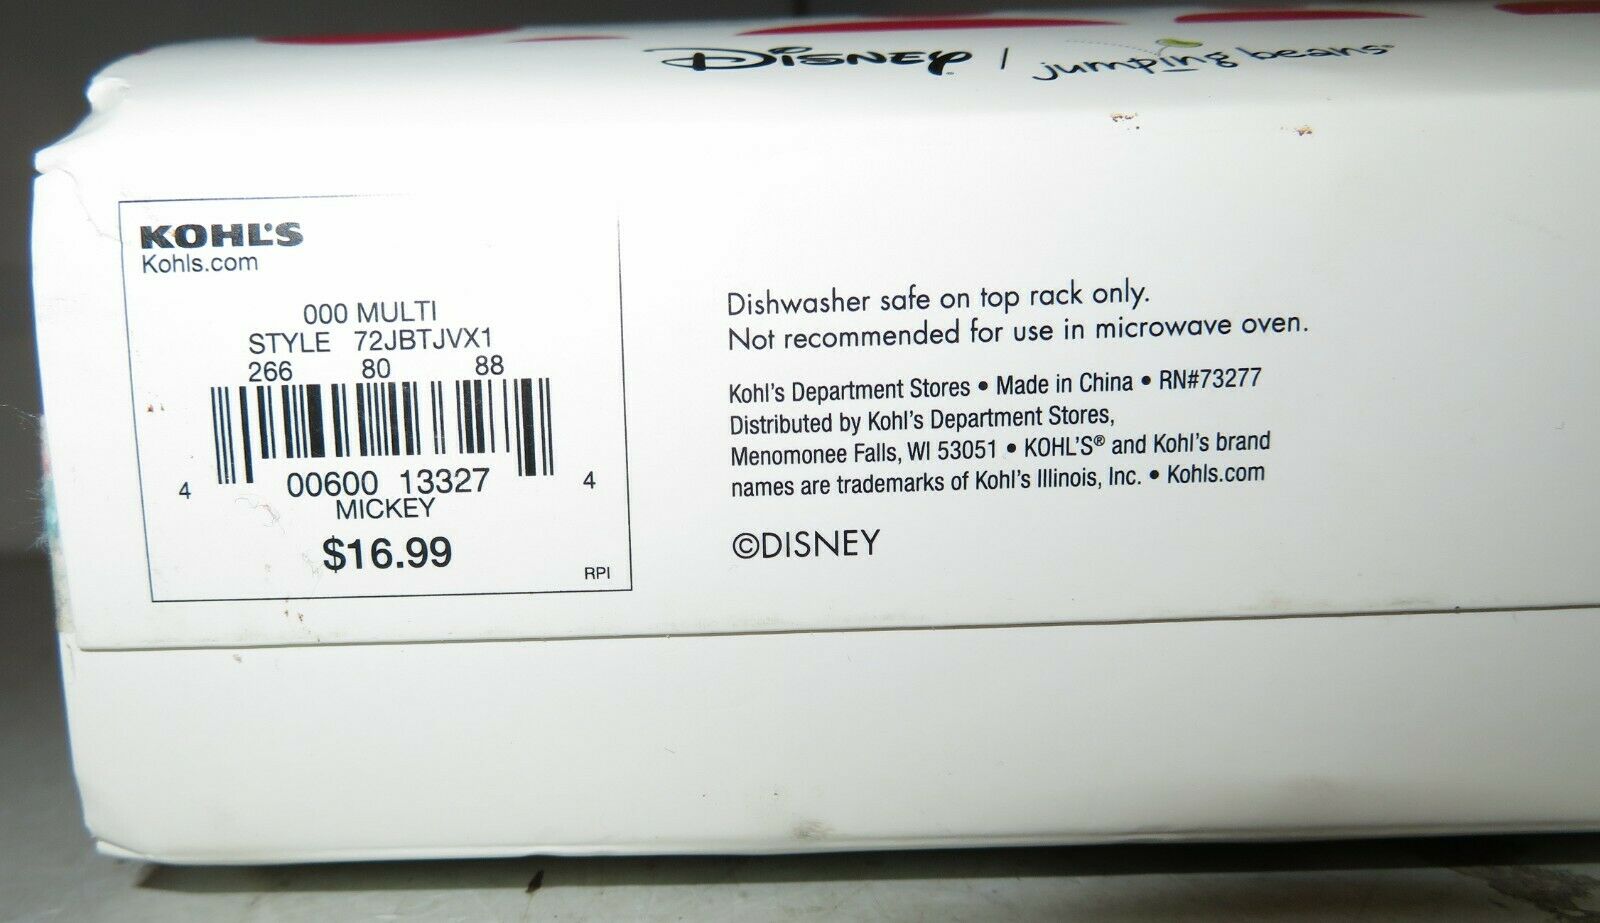 Disney | jumping beans
KOHL'S
Kohls.com
000 MULTI
STYLE 72JBTJVX1
266 80 88
4 00600 13327 4
MICKEY
$16.99
RPI
Dishwasher safe on top rack only.
Not recommended for use in microwave oven.
Kohl's Department Stores • Made in China • RN#73277
Distributed by Kohl's Department Stores,
Menomonee Falls, WI 53051 • KOHL'S® and Kohl's brand
names are trademarks of Kohl's Illinois, Inc. • Kohls.com
©DISNEY